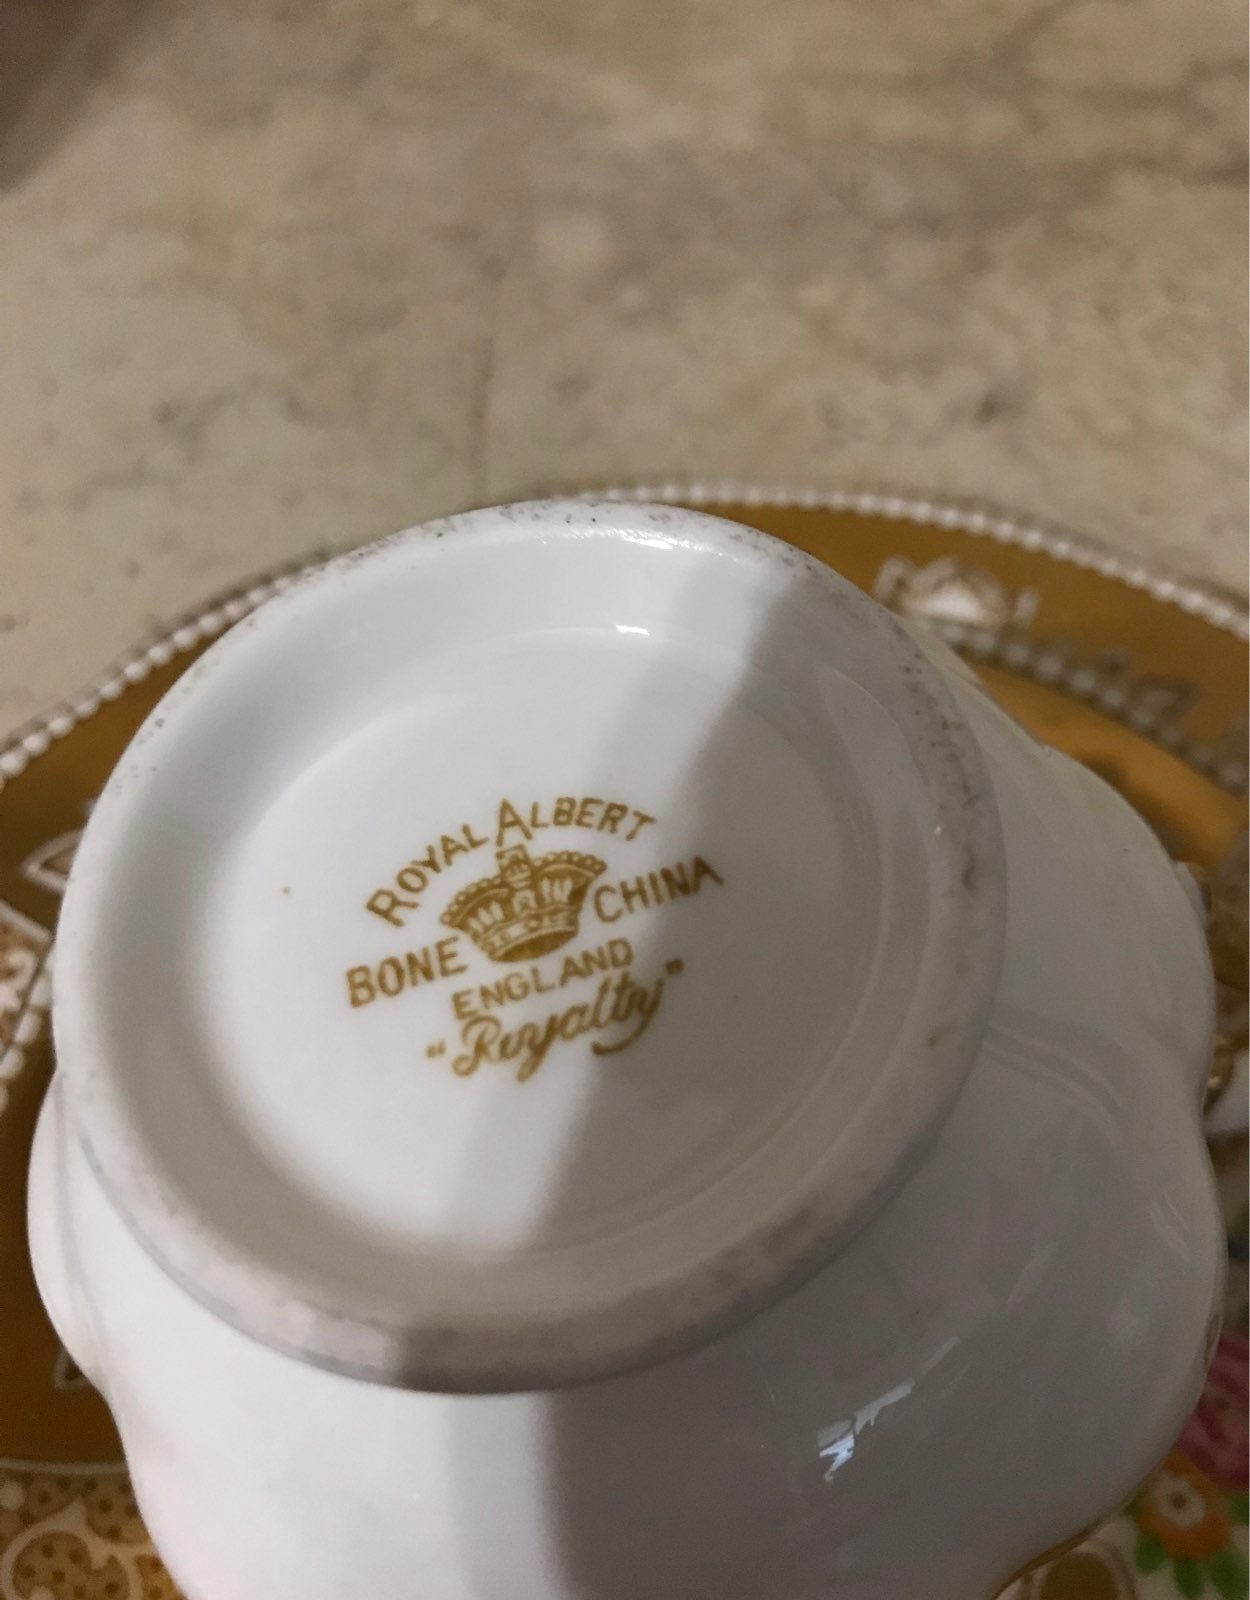 ROYAL ALBERT
BONE CHINA
ENGLAND
"Royalty"